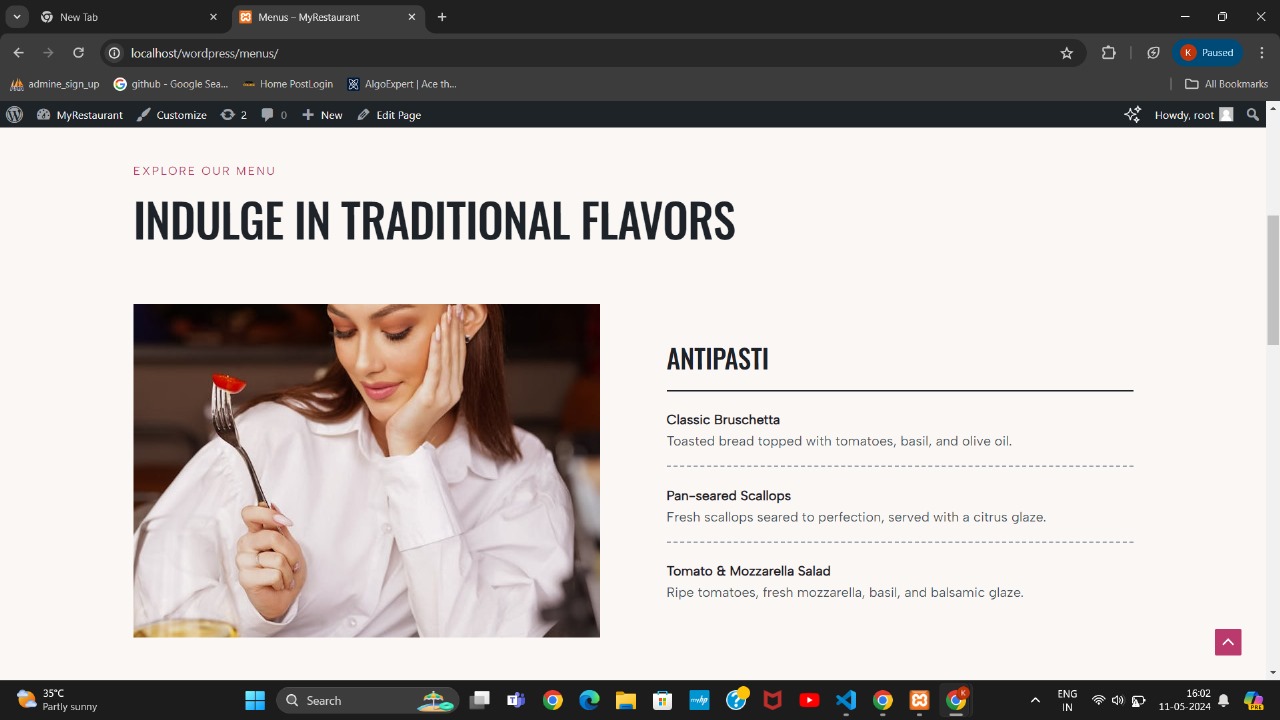 New Tab
Menus – MyRestaurant
localhost/wordpress/menus/
K Paused
admine_sign_up
github - Google Sea...
Home PostLogin
AlgoExpert | Ace th...
All Bookmarks
MyRestaurant
Customize
2
0
New
Edit Page
Howdy, root
EXPLORE OUR MENU
INDULGE IN TRADITIONAL FLAVORS
ANTIPASTI
Classic Bruschetta
Toasted bread topped with tomatoes, basil, and olive oil.
Pan-seared Scallops
Fresh scallops seared to perfection, served with a citrus glaze.
Tomato & Mozzarella Salad
Ripe tomatoes, fresh mozzarella, basil, and balsamic glaze.
35°C
Partly sunny
Search
ENG
IN
16:02
11-05-2024